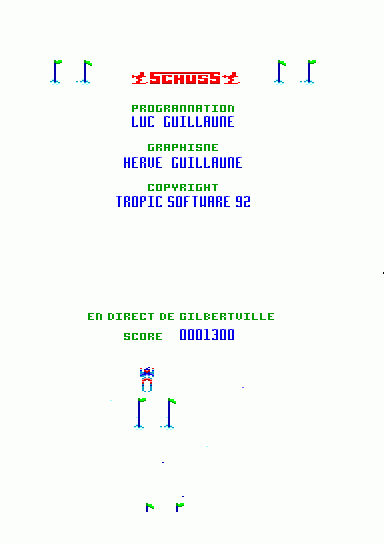 SCHUSS
PROGRAMMATION
LUC GUILLAUME
GRAPHISME
HERVE GUILLAUME
COPYRIGHT
TROPIC SOFTWARE 92
EN DIRECT DE GILBERTVILLE
SCORE 0001300